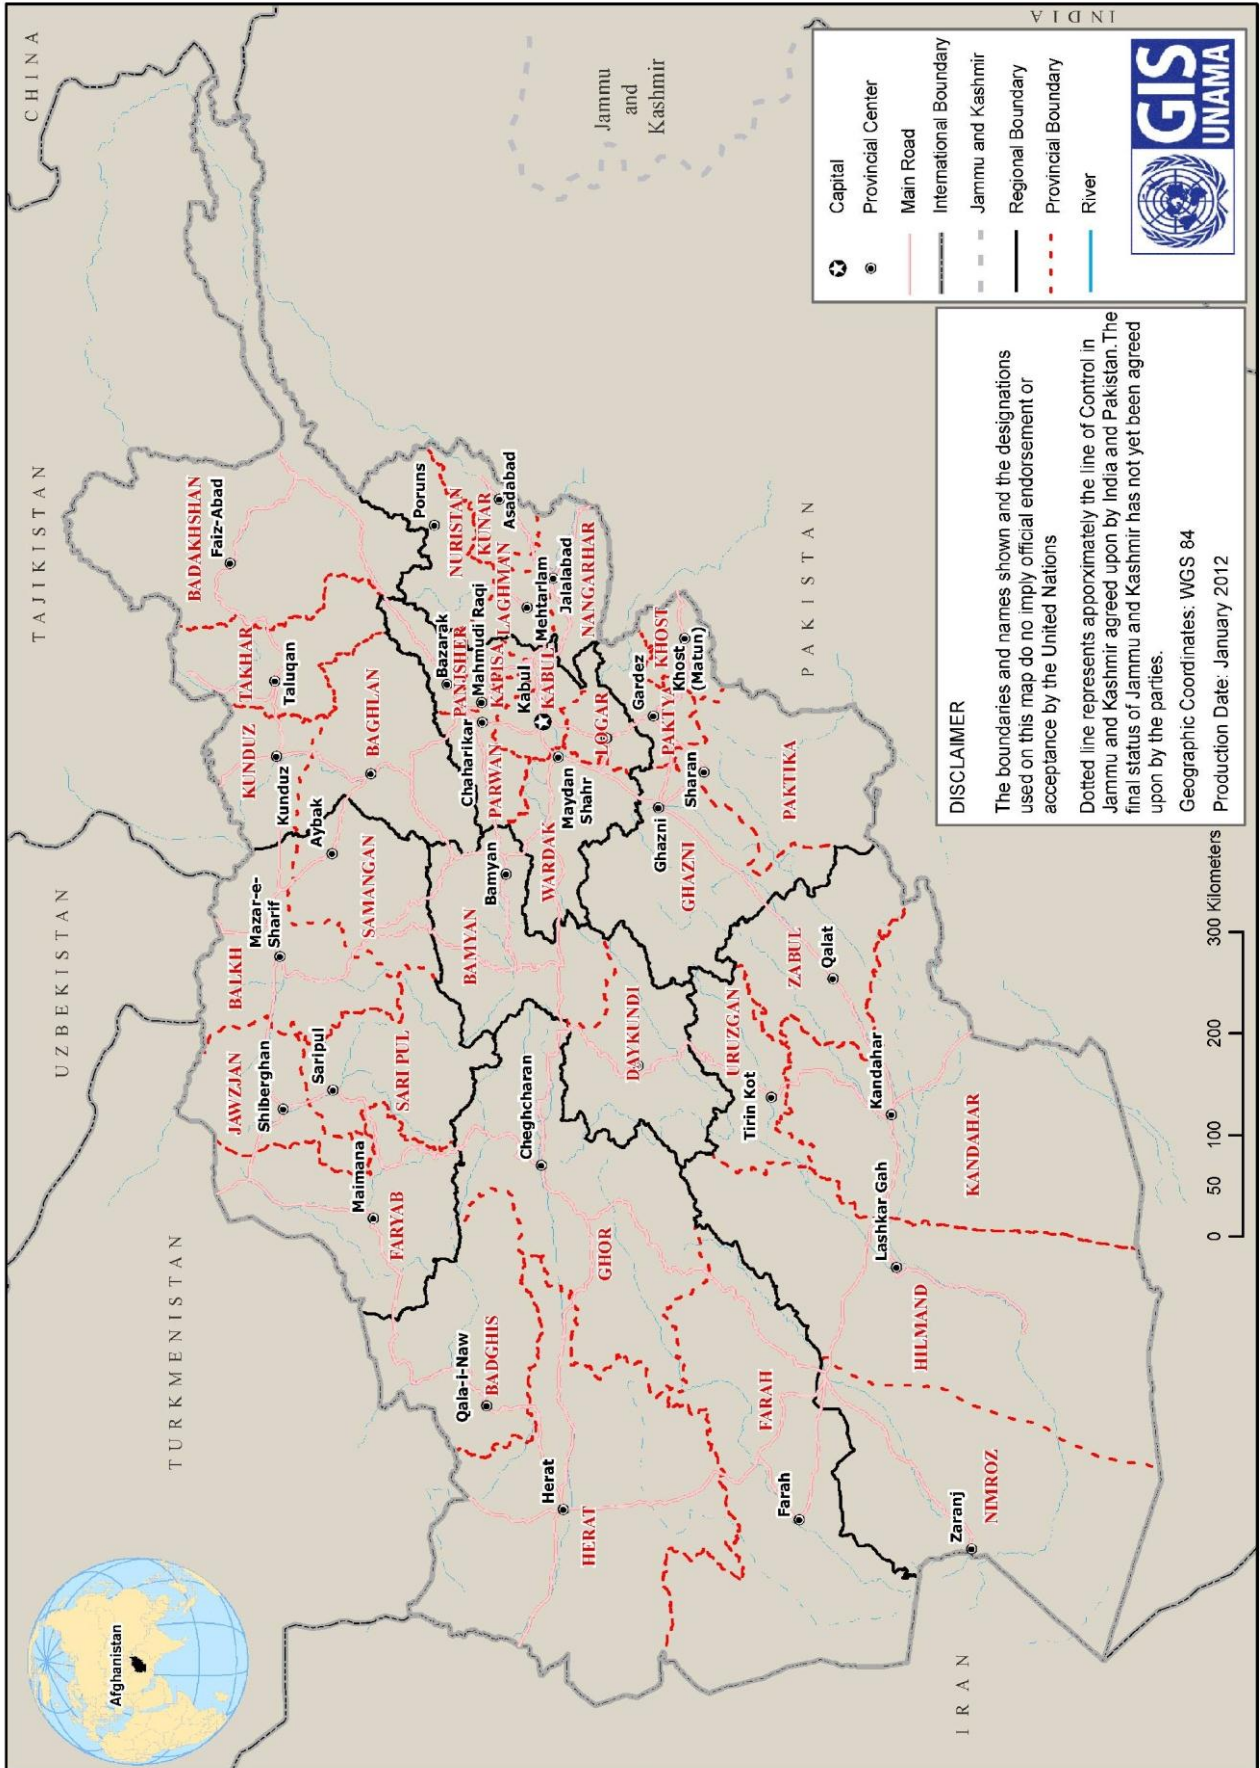 CHINA
TAJIKISTAN
UZBEKISTAN
TURKMENISTAN
IRAN
PAKISTAN
INDIA
Jammu
and
Kashmir
Afghanistan
BADAKHSHAN
Faiz-Abad
TAKHAR
Taluqan
KUNDUZ
Kunduz
BAGHLAN
Aybak
SAMANGAN
Mazar-e-
Sharif
BALKH
JAWZJAN
Shiberghan
Saripul
SARI PUL
Maimana
FARYAB
Qala-i-Naw
BADGHIS
Herat
HERAT
Cheghcharan
GHOR
Farah
FARAH
Zaranj
NIMROZ
Lashkar Gah
HILMAND
Kandahar
KANDAHAR
Tirin Kot
URUZGAN
Qalat
ZABUL
DAYKUNDI
Bamyan
BAMYAN
WARDAK
Maydan
Shahr
Ghazni
GHAZNI
Sharan
PAKTIKA
Gardez
PAKTYA
Khost
(Matun)
KHOST
LOGAR
Kabul
KABUL
Chaharikar
PARWAN
Mahmudi Raqi
KAPISA
Bazarak
PANJSHER
Poruns
NURISTAN
Asadabad
KUNAR
Mehtarlam
LAGHMAN
Jalalabad
NANGARHAR
0 50 100 200 300 Kilometers
DISCLAIMER
The boundaries and names shown and the designations
used on this map do no imply official endorsement or
acceptance by the United Nations
Dotted line represents apporximately the line of Control in
Jammu and Kashmir agreed upon by India and Pakistan.The
final status of Jammu and Kashmir has not yet been agreed
upon by the parties.
Geographic Coordinates: WGS 84
Production Date: January 2012
Capital
Provincial Center
Main Road
International Boundary
Jammu and Kashmir
Regional Boundary
Provincial Boundary
River
GIS
UNAMA